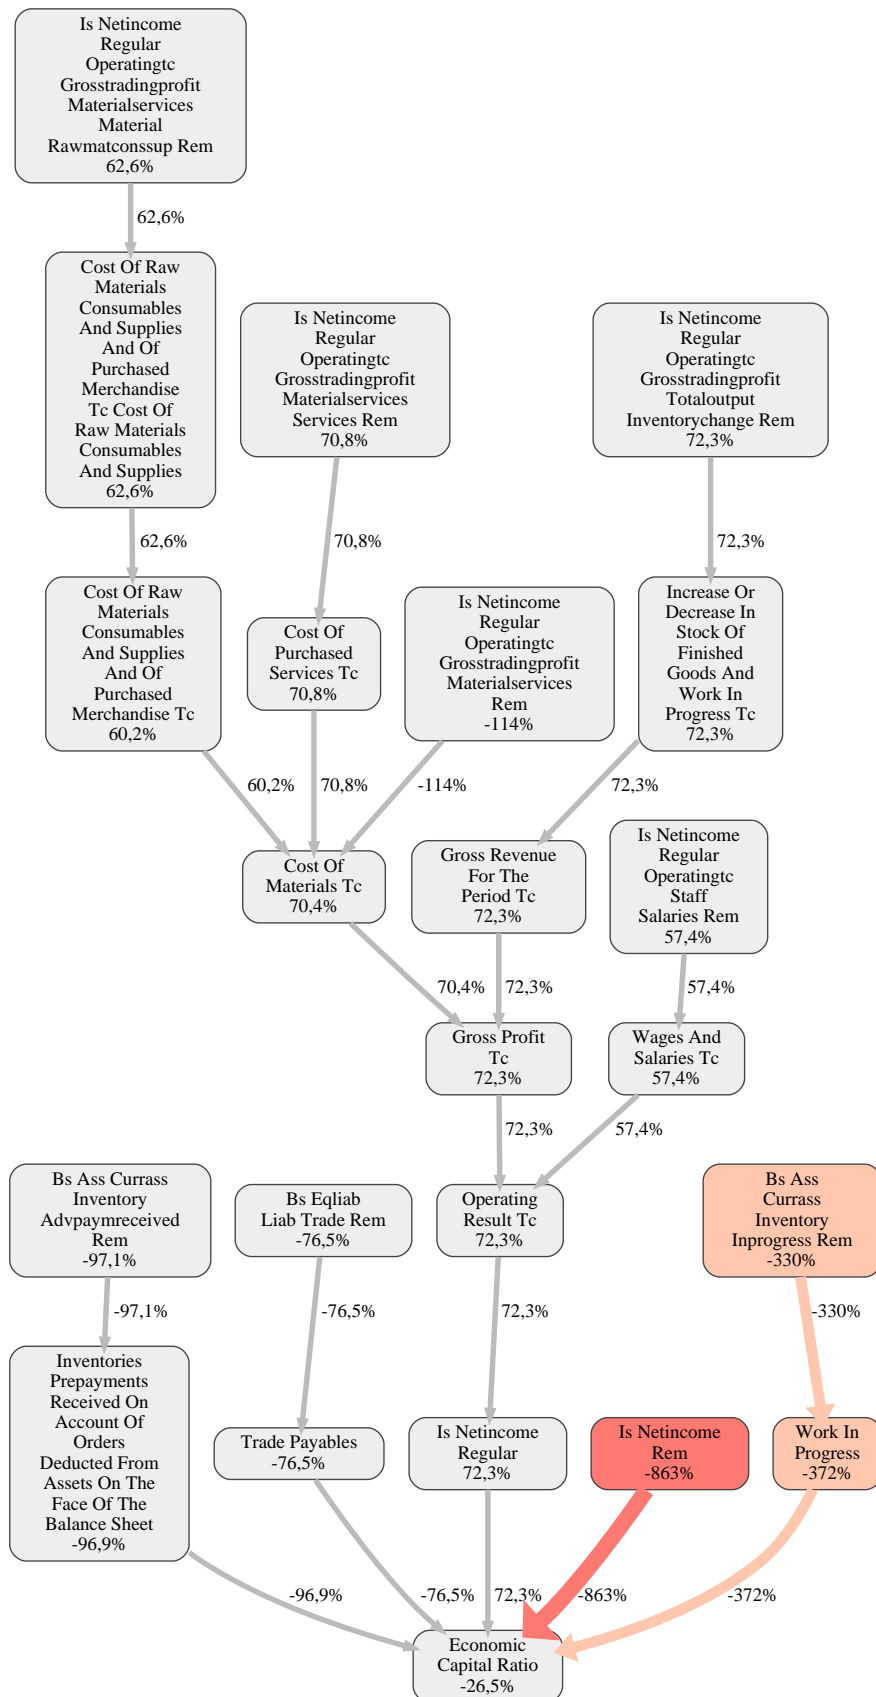 Is Netincome
Regular
Operatingtc
Grosstradingprofit
Materialservices
Material
Rawmatconssup Rem
62,6%
62,6%
Cost Of Raw
Materials
Consumables
And Supplies
And Of
Purchased
Merchandise
Tc Cost Of
Raw Materials
Consumables
And Supplies
62,6%
Is Netincome
Regular
Operatingtc
Grosstradingprofit
Materialservices
Services Rem
70,8%
Is Netincome
Regular
Operatingtc
Grosstradingprofit
Totaloutput
Inventorychange Rem
72,3%
62,6%
70,8%
72,3%
Cost Of Raw
Materials
Consumables
And Supplies
And Of
Purchased
Merchandise Tc
60,2%
Cost Of
Purchased
Services Tc
70,8%
Is Netincome
Regular
Operatingtc
Grosstradingprofit
Materialservices
Rem
-114%
Increase Or
Decrease In
Stock Of
Finished
Goods And
Work In
Progress Tc
72,3%
60,2%
70,8%
-114%
72,3%
Cost Of
Materials Tc
70,4%
Gross Revenue
For The
Period Tc
72,3%
Is Netincome
Regular
Operatingtc
Staff
Salaries Rem
57,4%
70,4%
72,3%
57,4%
Gross Profit
Tc
72,3%
Wages And
Salaries Tc
57,4%
72,3%
57,4%
Bs Ass Currass
Inventory
Advpaymreceived
Rem
-97,1%
Bs Eqliab
Liab Trade Rem
-76,5%
Operating
Result Tc
72,3%
Bs Ass
Currass
Inventory
Inprogress Rem
-330%
-97,1%
-76,5%
72,3%
-330%
Inventories
Prepayments
Received On
Account Of
Orders
Deducted From
Assets On The
Face Of The
Balance Sheet
-96,9%
Trade Payables
-76,5%
Is Netincome
Regular
72,3%
Is Netincome
Rem
-863%
Work In
Progress
-372%
-96,9%
-76,5%
72,3%
-863%
-372%
Economic
Capital Ratio
-26,5%